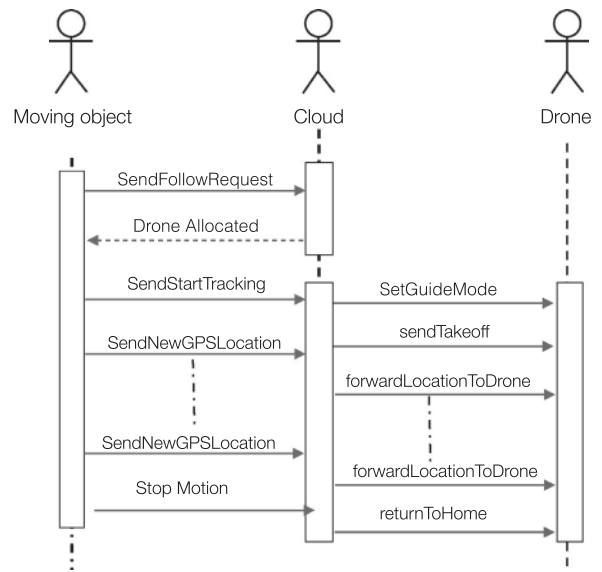 Moving object
Cloud
Drone
SendFollowRequest
Drone Allocated
SendStartTracking
SetGuideMode
sendTakeoff
SendNewGPSLocation
forwardLocationToDrone
SendNewGPSLocation
forwardLocationToDrone
Stop Motion
returnToHome